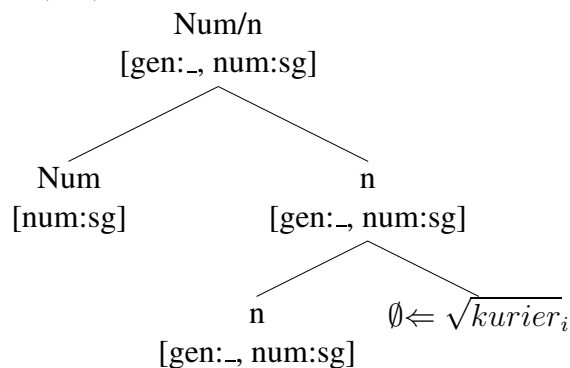 Num/n
[gen:_, num:sg]
Num n
[num:sg] [gen:_, num:sg]
n ∅⇐ √kurier_i
[gen:_, num:sg]